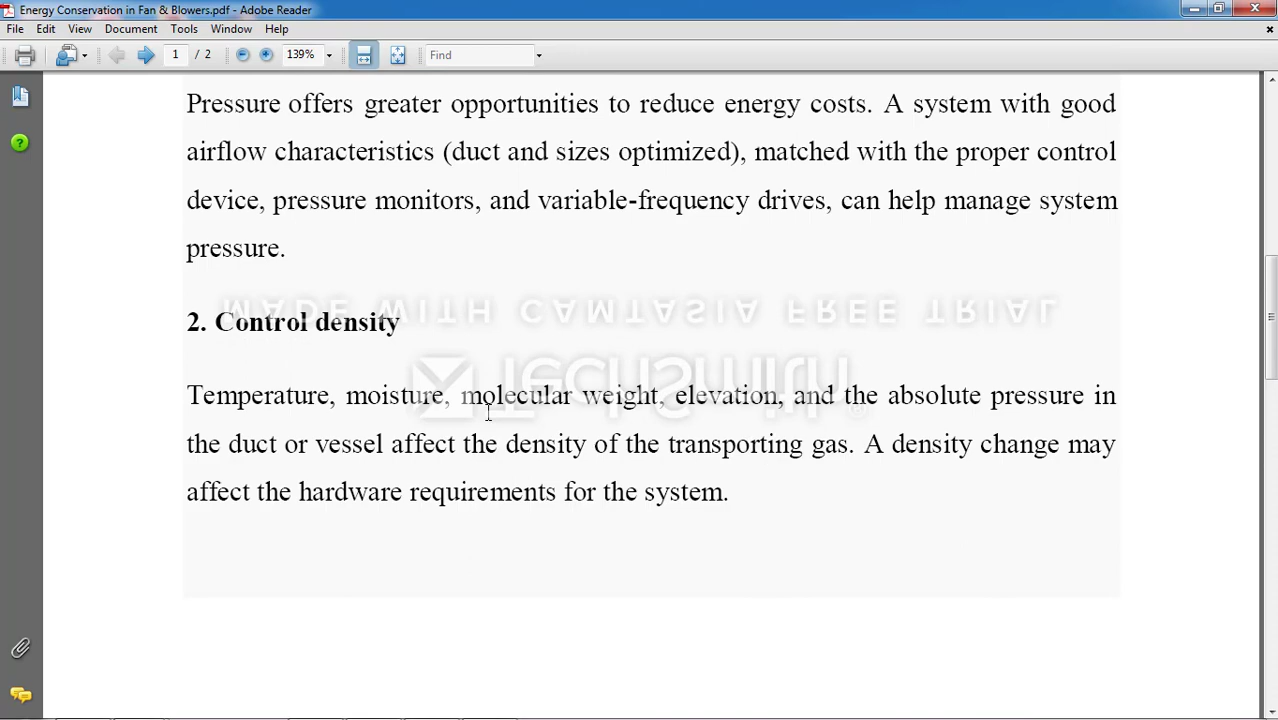 Energy Conservation in Fan & Blowers.pdf - Adobe Reader
File Edit View Document Tools Window Help
1 / 2 139% Find
Pressure offers greater opportunities to reduce energy costs. A system with good
airflow characteristics (duct and sizes optimized), matched with the proper control
device, pressure monitors, and variable-frequency drives, can help manage system
pressure.
MADE WITH CAMTASIA FREE TRIAL
2. Control density
TechSmith
Temperature, moisture, molecular weight, elevation, and the absolute pressure in
the duct or vessel affect the density of the transporting gas. A density change may
affect the hardware requirements for the system.